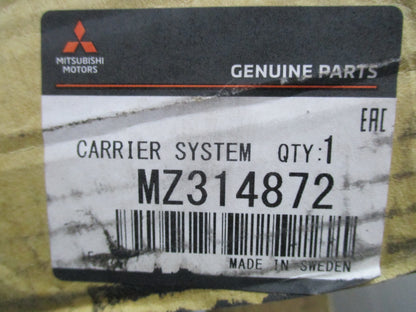 MITSUBISHI
MOTORS
GENUINE PARTS
EAC
CARRIER SYSTEM QTY:1
MZ314872
MADE IN SWEDEN